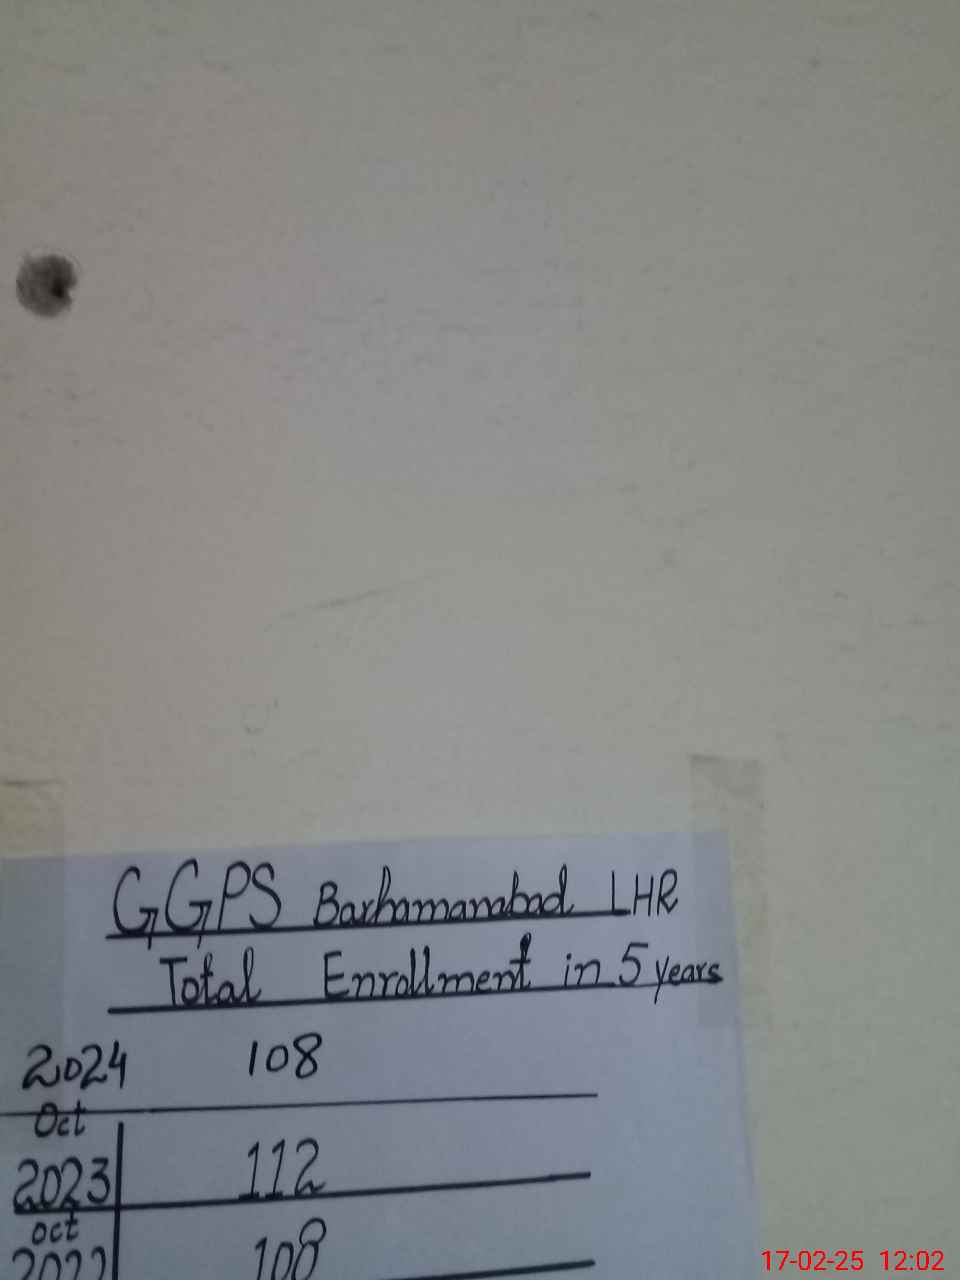 GGPS Barhamanabad LHR
Total Enrollment in 5 years
2024 108
Oct
2023 112
oct
2022 108
17-02-25 12:02